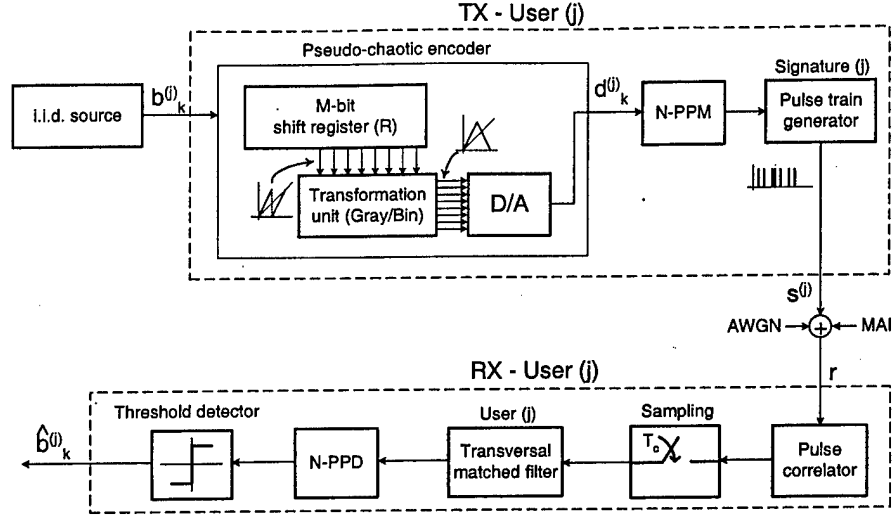 TX - User (j)
Pseudo-chaotic encoder
i.i.d. source
b(j)k
M-bit
shift register (R)
Transformation
unit (Gray/Bin)
D/A
d(j)k
N-PPM
Signature (j)
Pulse train
generator
s(j)
AWGN
+
MAI
r
RX - User (j)
Threshold detector
b̂(j)k
N-PPD
User (j)
Transversal
matched filter
Sampling
Ta
Pulse
correlator